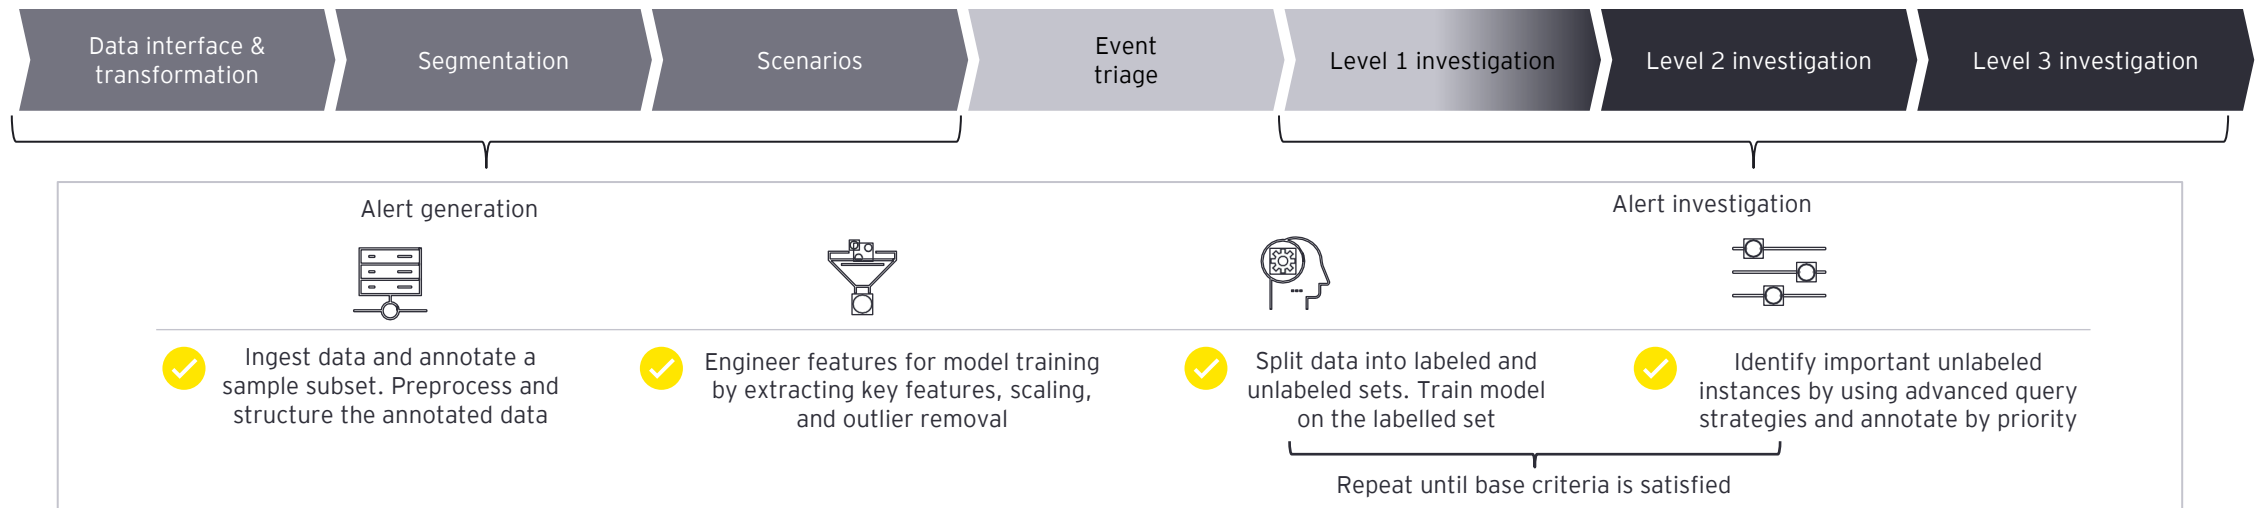 Data interface &
transformation
Segmentation
Scenarios
Event
triage
Level 1 investigation
Level 2 investigation
Level 3 investigation
Alert generation
Alert investigation
Ingest data and annotate a
sample subset. Preprocess and
structure the annotated data
Engineer features for model training
by extracting key features, scaling,
and outlier removal
Split data into labeled and
unlabeled sets. Train model
on the labelled set
Identify important unlabeled
instances by using advanced query
strategies and annotate by priority
Repeat until base criteria is satisfied